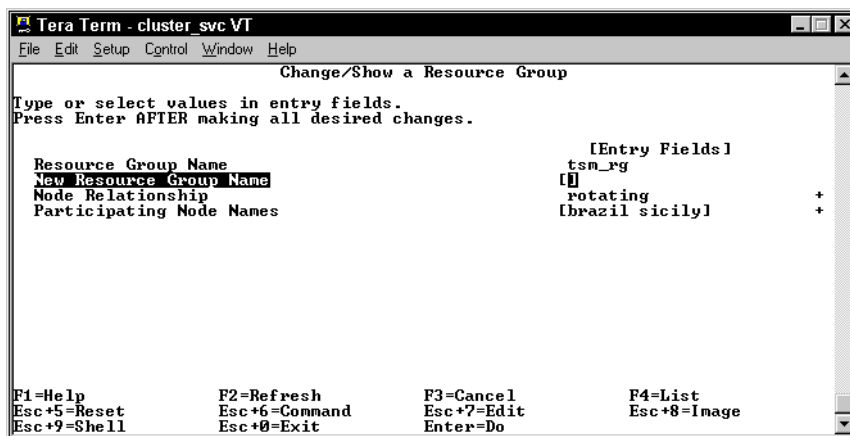 Tera Term - cluster_svc VT
File Edit Setup Control Window Help
Change/Show a Resource Group
Type or select values in entry fields.
Press Enter AFTER making all desired changes.
[Entry Fields]
Resource Group Name tsm_rg
New Resource Group Name []
Node Relationship rotating +
Participating Node Names [brazil sicily] +
F1=Help F2=Refresh F3=Cancel F4=List
Esc+5=Reset Esc+6=Command Esc+7=Edit Esc+8=Image
Esc+9=Shell Esc+0=Exit Enter=Do